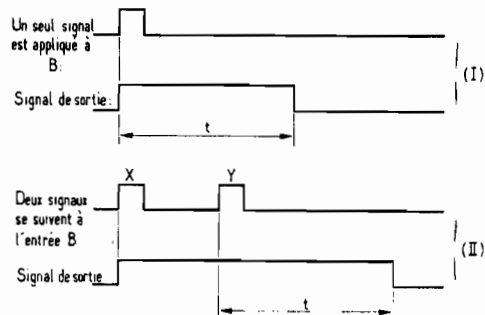 Un seul signal
est appliqué à
B:
Signal de sortie:
t
(I)
X
Y
Deux signaux
se suivent à
l'entrée B
Signal de sortie
t
(II)